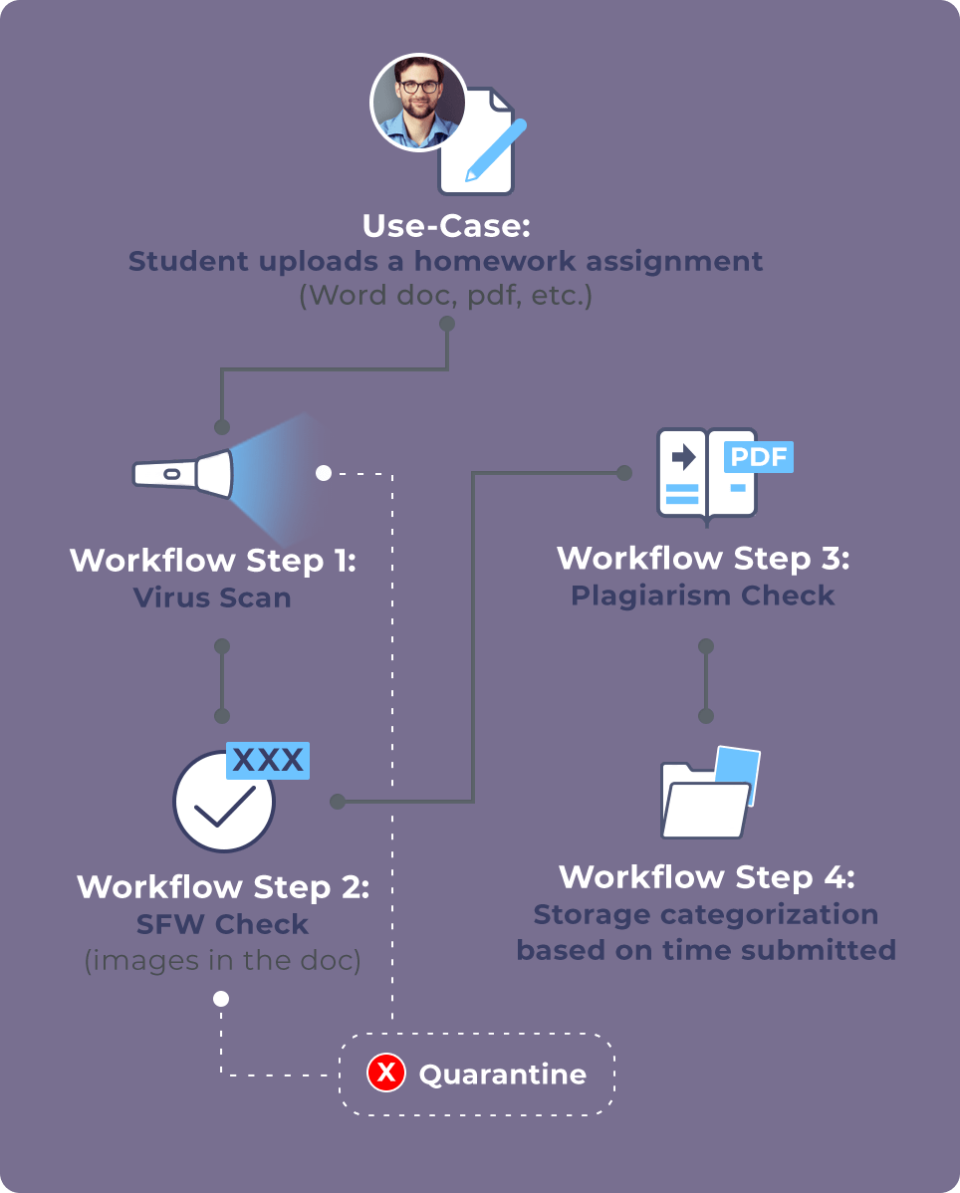 Use-Case:
Student uploads a homework assignment
(Word doc, pdf, etc.)
Workflow Step 1:
Virus Scan
XXX
Workflow Step 2:
SFW Check
(images in the doc)
PDF
Workflow Step 3:
Plagiarism Check
Workflow Step 4:
Storage categorization
based on time submitted
X Quarantine